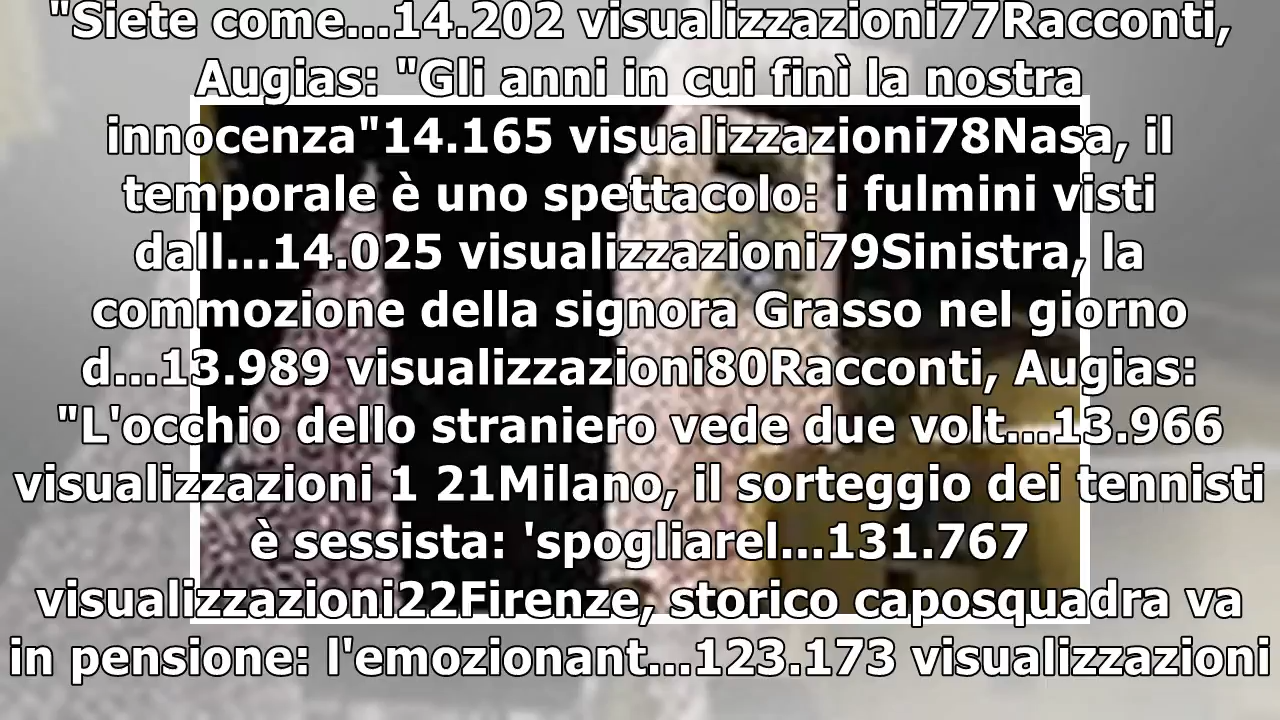 "Siete come...14.202 visualizzazioni77Racconti,
Augias: "Gli anni in cui finì la nostra
innocenza"14.165 visualizzazioni78Nasa, il
temporale è uno spettacolo: i fulmini visti
dall...14.025 visualizzazioni79Sinistra, la
commozione della signora Grasso nel giorno
d...13.989 visualizzazioni80Racconti, Augias:
"L'occhio dello straniero vede due volt...13.966
visualizzazioni 1 21Milano, il sorteggio dei tennisti
è sessista: 'spogliarel...131.767
visualizzazioni22Firenze, storico caposquadra va
in pensione: l'emozionant...123.173 visualizzazioni